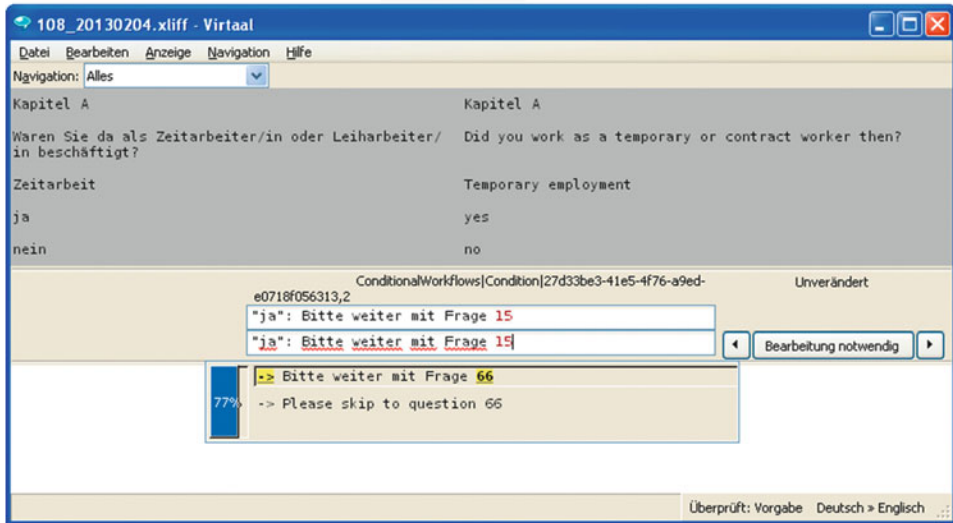 108_20130204.xliff - Virtaal
Datei Bearbeiten Anzeige Navigation Hilfe
Navigation: Alles
Kapitel A Kapitel A
Waren Sie da als Zeitarbeiter/in oder Leiharbeiter/ Did you work as a temporary or contract worker then?
in beschäftigt?
Zeitarbeit Temporary employment
ja yes
nein no
ConditionalWorkflows|Condition|27d33be3-41e5-4f76-a9ed- Unverändert
e0718f056313,2
"ja": Bitte weiter mit Frage 15
"ja": Bitte weiter mit Frage 15
Bearbeitung notwendig
-> Bitte weiter mit Frage 66
77% -> Please skip to question 66
Überprüft: Vorgabe Deutsch » Englisch